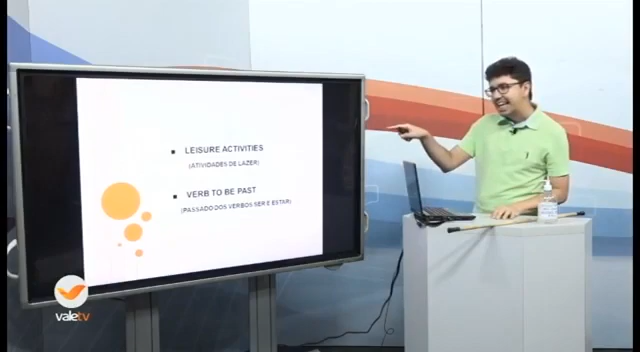 LEISURE ACTIVITIES
(ATIVIDADES DE LAZER)
VERB TO BE PAST
(PASSADO DOS VERBOS SER E ESTAR)
valetv